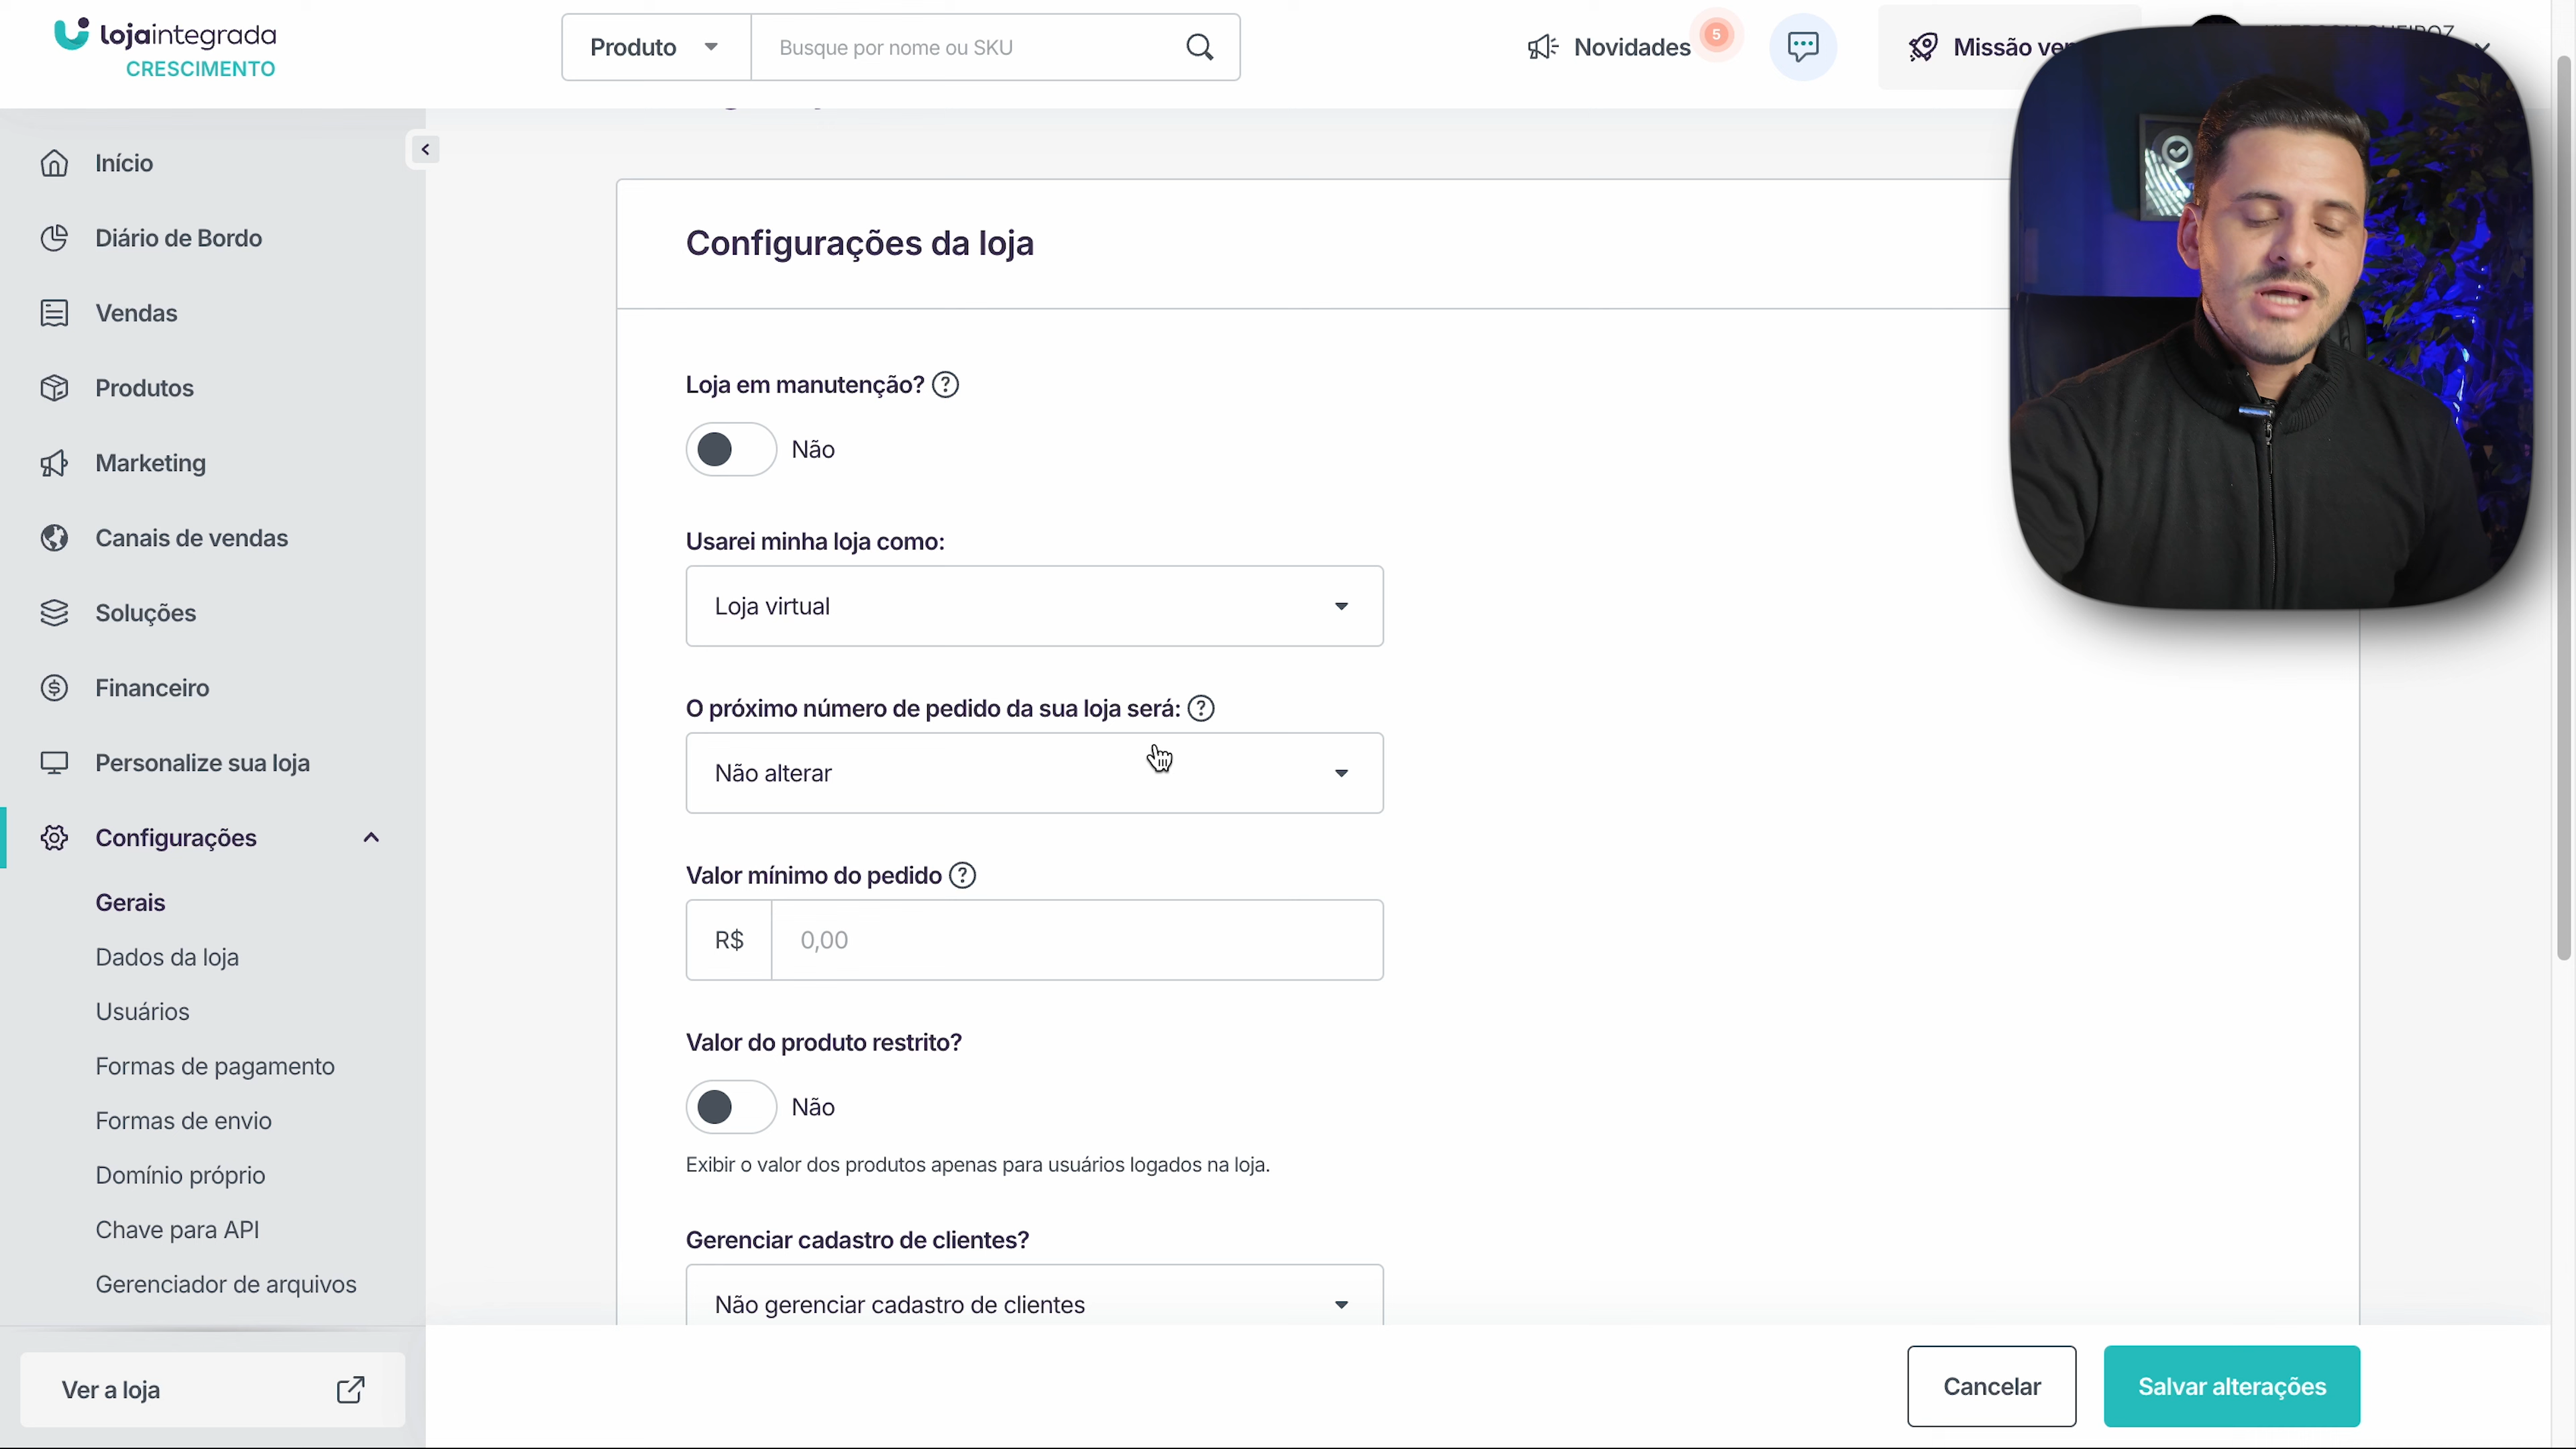 lojaintegrada
CRESCIMENTO
Produto
Busque por nome ou SKU
Novidades
5
Início
Diário de Bordo
Vendas
Produtos
Marketing
Canais de vendas
Soluções
Financeiro
Personalize sua loja
Configurações
Gerais
Dados da loja
Usuários
Formas de pagamento
Formas de envio
Domínio próprio
Chave para API
Gerenciador de arquivos
Ver a loja
Configurações da loja
Loja em manutenção?
Não
Usarei minha loja como:
Loja virtual
O próximo número de pedido da sua loja será:
Não alterar
Valor mínimo do pedido
R$ 0,00
Valor do produto restrito?
Não
Exibir o valor dos produtos apenas para usuários logados na loja.
Gerenciar cadastro de clientes?
Não gerenciar cadastro de clientes
Cancelar
Salvar alterações
Missão